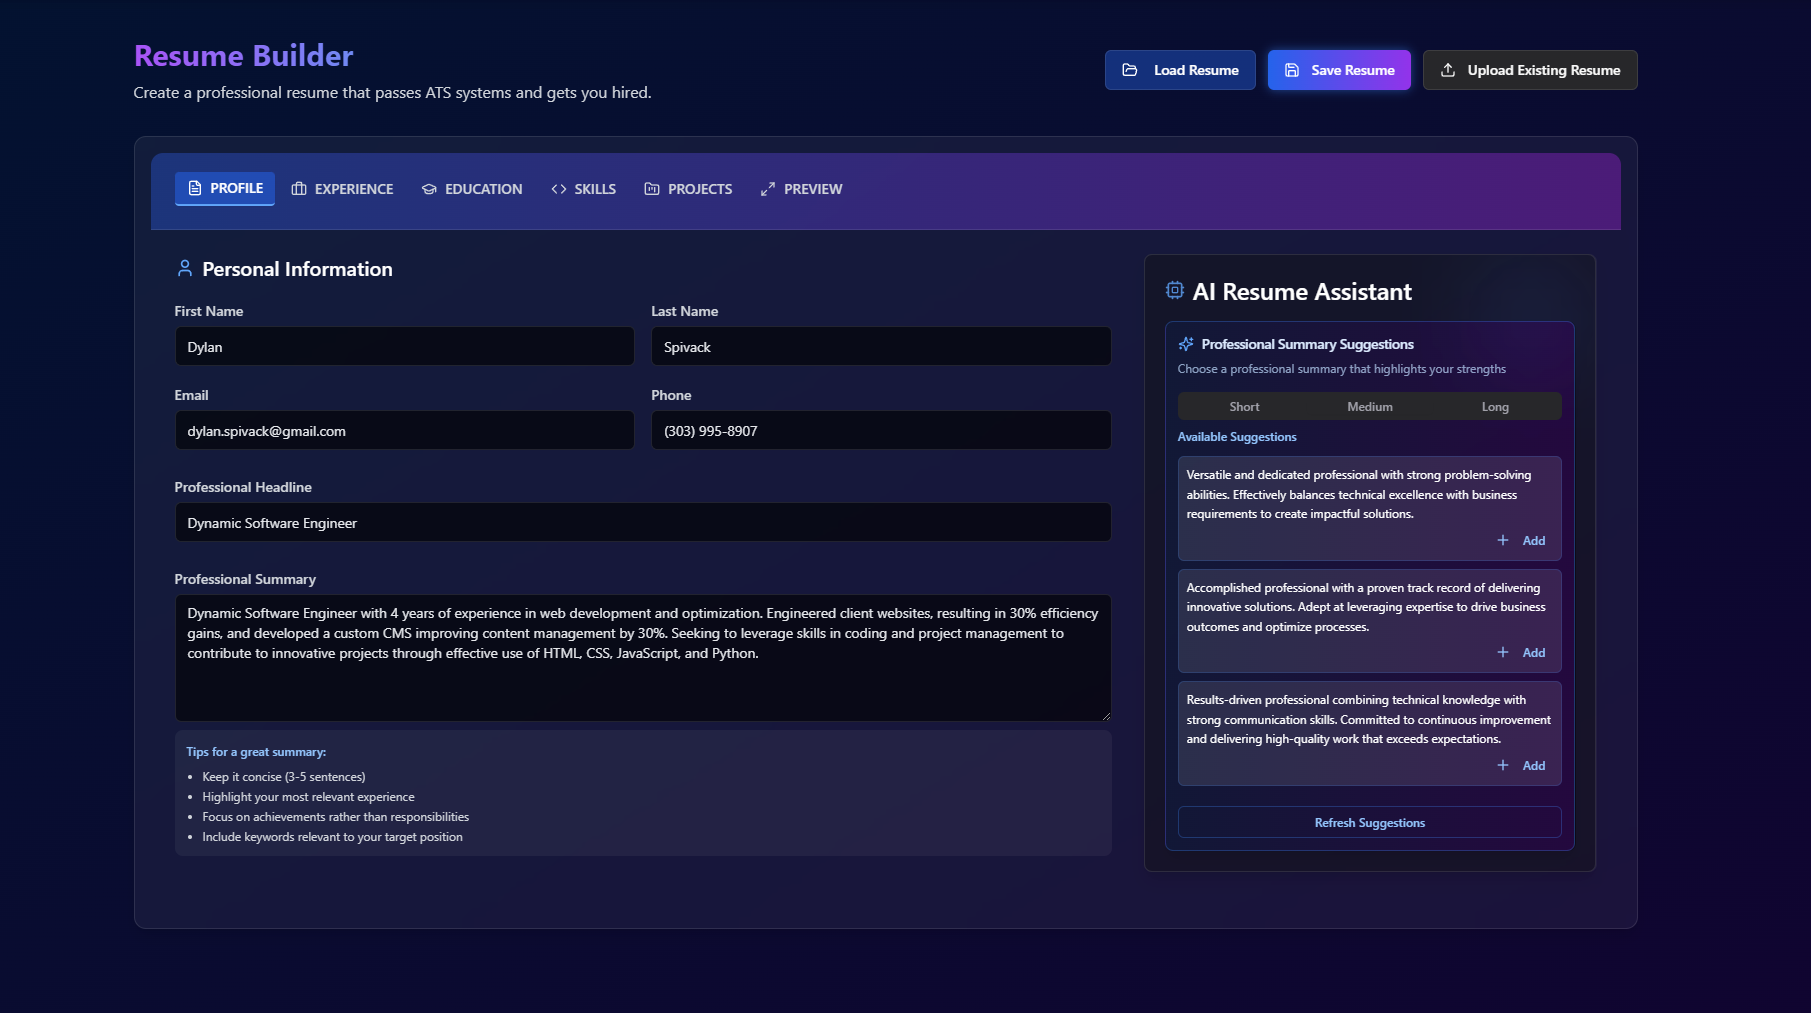 Resume Builder
Create a professional resume that passes ATS systems and gets you hired.
Load Resume
Save Resume
Upload Existing Resume
PROFILE
EXPERIENCE
EDUCATION
SKILLS
PROJECTS
PREVIEW
Personal Information
First Name
Dylan
Last Name
Spivack
Email
dylan.spivack@gmail.com
Phone
(303) 995-8907
Professional Headline
Dynamic Software Engineer
Professional Summary
Dynamic Software Engineer with 4 years of experience in web development and optimization. Engineered client websites, resulting in 30% efficiency
gains, and developed a custom CMS improving content management by 30%. Seeking to leverage skills in coding and project management to
contribute to innovative projects through effective use of HTML, CSS, JavaScript, and Python.
Tips for a great summary:
• Keep it concise (3-5 sentences)
• Highlight your most relevant experience
• Focus on achievements rather than responsibilities
• Include keywords relevant to your target position
AI Resume Assistant
Professional Summary Suggestions
Choose a professional summary that highlights your strengths
Short
Medium
Long
Available Suggestions
Versatile and dedicated professional with strong problem-solving
abilities. Effectively balances technical excellence with business
requirements to create impactful solutions.
+ Add
Accomplished professional with a proven track record of delivering
innovative solutions. Adept at leveraging expertise to drive business
outcomes and optimize processes.
+ Add
Results-driven professional combining technical knowledge with
strong communication skills. Committed to continuous improvement
and delivering high-quality work that exceeds expectations.
+ Add
Refresh Suggestions